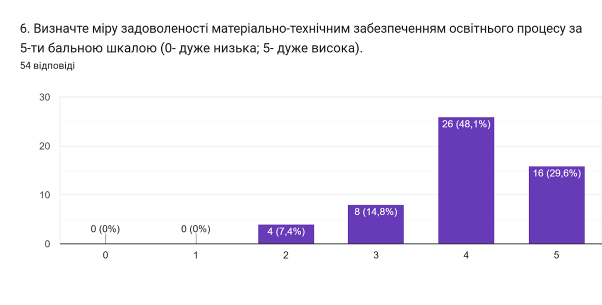 6. Визначте міру задоволеності матеріально-технічним забезпеченням освітнього процесу за
5-ти бальною шкалою (0- дуже низька; 5- дуже висока).
54 відповіді
30
20
10
0
0 (0%)
0 (0%)
4 (7,4%)
8 (14,8%)
26 (48,1%)
16 (29,6%)
0 1 2 3 4 5